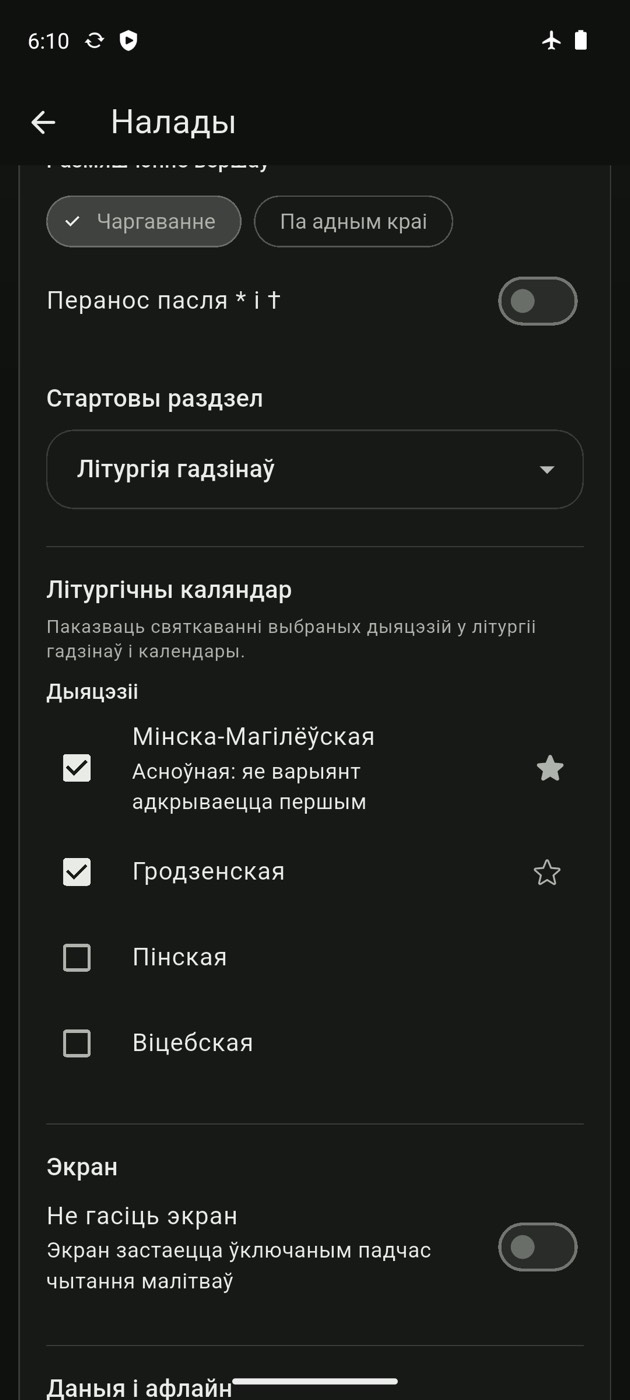 6:10
Налады
Чаргаванне
Па адным краі
Перанос пасля * і †
Стартовы раздзел
Літургія гадзінаў
Літургічны каляндар
Паказваць святкаванні выбраных дыяцэзій у літургіі
гадзінаў і календары.
Дыяцэзіі
Мінска-Магілёўская
Асноўная: яе варыянт
адкрываецца першым
Гродзенская
Пінская
Віцебская
Экран
Не гасіць экран
Экран застаецца ўключаным падчас
чытання малітваў
Даныя і афлайн